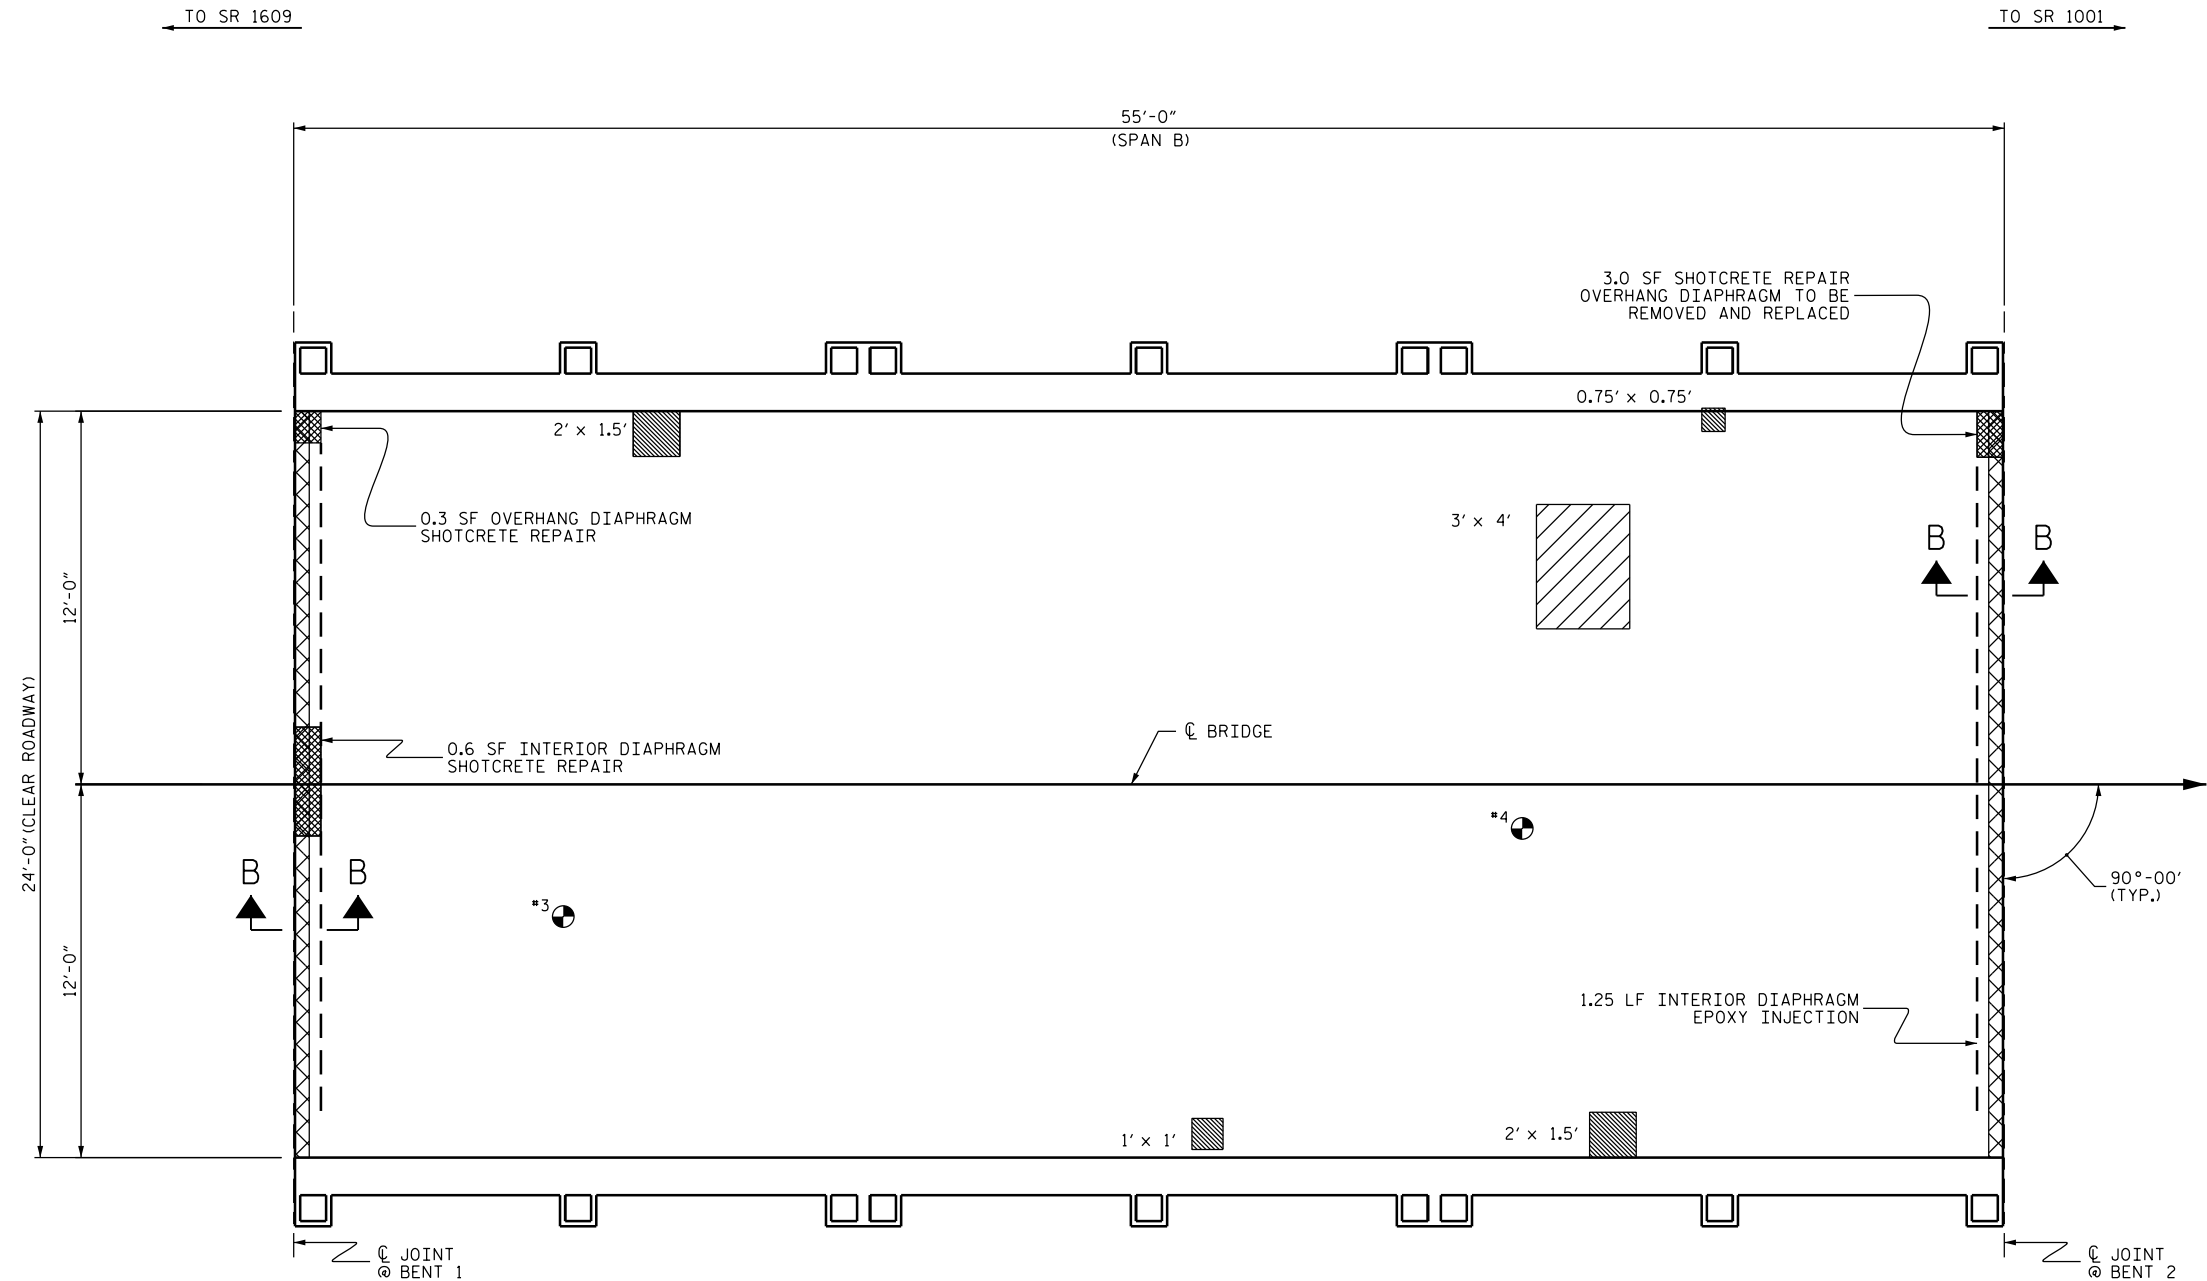 TO SR 1609
TO SR 1001
55'-0"
(SPAN B)
3.0 SF SHOTCRETE REPAIR
OVERHANG DIAPHRAGM TO BE
REMOVED AND REPLACED
0.75' x 0.75'
2' x 1.5'
3' x 4'
0.3 SF OVERHANG DIAPHRAGM
SHOTCRETE REPAIR
B
B
12'-0"
24'-0" (CLEAR ROADWAY)
℄ BRIDGE
0.6 SF INTERIOR DIAPHRAGM
SHOTCRETE REPAIR
#4
B
B
#3
90°-00'
(TYP.)
12'-0"
1.25 LF INTERIOR DIAPHRAGM
EPOXY INJECTION
1' x 1'
2' x 1.5'
℄ JOINT
@ BENT 1
℄ JOINT
@ BENT 2